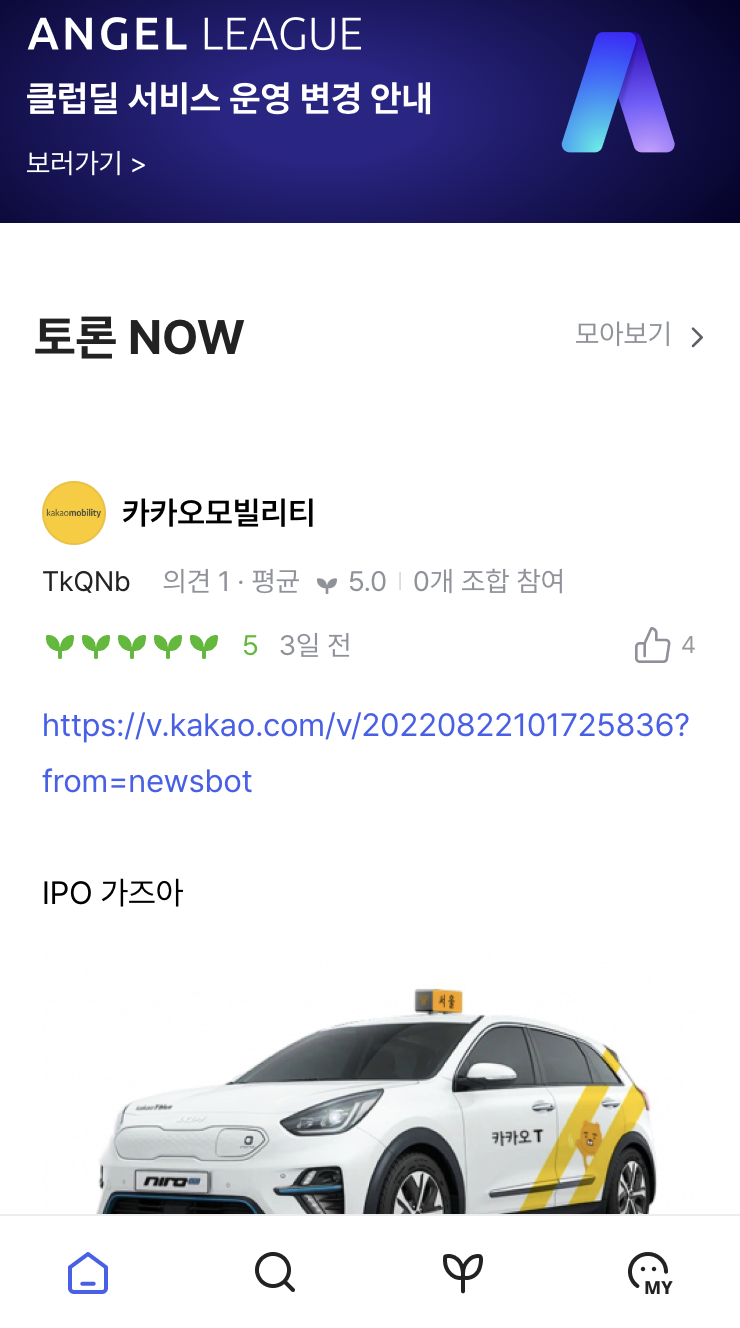 ANGEL LEAGUE
클럽딜 서비스 운영 변경 안내
보러가기 >
토론 NOW
모아보기 >
kakaomobility
카카오모빌리티
TkQNb 의견 1 · 평균 5.0 | 0개 조합 참여
5 3일 전 4
https://v.kakao.com/v/20220822101725836?
from=newsbot
IPO 가즈아
서울
kakao T blue
카카오 T
niro
MY